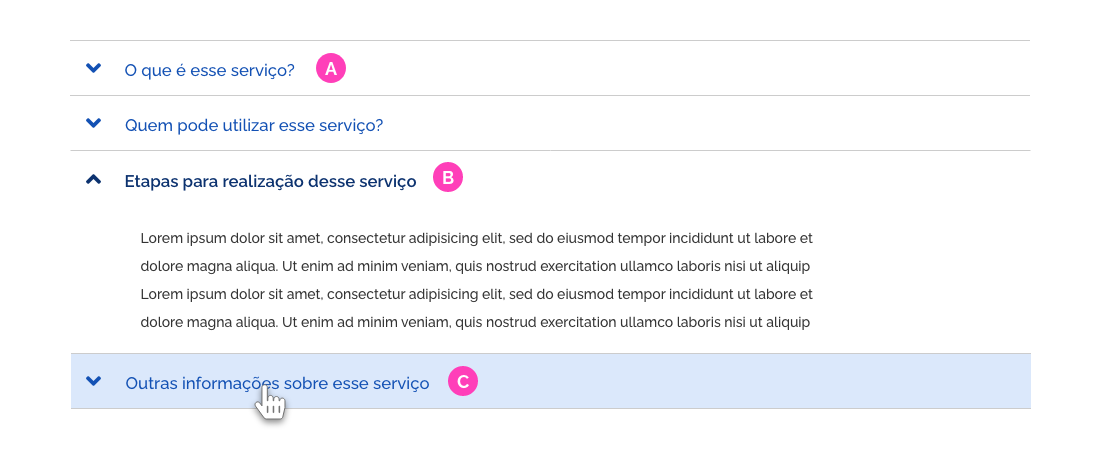 O que é esse serviço? A
Quem pode utilizar esse serviço?
Etapas para realização desse serviço B
Lorem ipsum dolor sit amet, consectetur adipisicing elit, sed do eiusmod tempor incididunt ut labore et
dolore magna aliqua. Ut enim ad minim veniam, quis nostrud exercitation ullamco laboris nisi ut aliquip
Lorem ipsum dolor sit amet, consectetur adipisicing elit, sed do eiusmod tempor incididunt ut labore et
dolore magna aliqua. Ut enim ad minim veniam, quis nostrud exercitation ullamco laboris nisi ut aliquip
Outras informações sobre esse serviço C